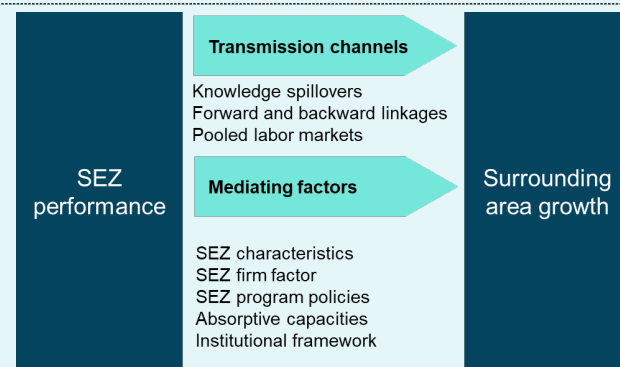 SEZ
performance
Transmission channels
Knowledge spillovers
Forward and backward linkages
Pooled labor markets
Mediating factors
SEZ characteristics
SEZ firm factor
SEZ program policies
Absorptive capacities
Institutional framework
Surrounding
area growth